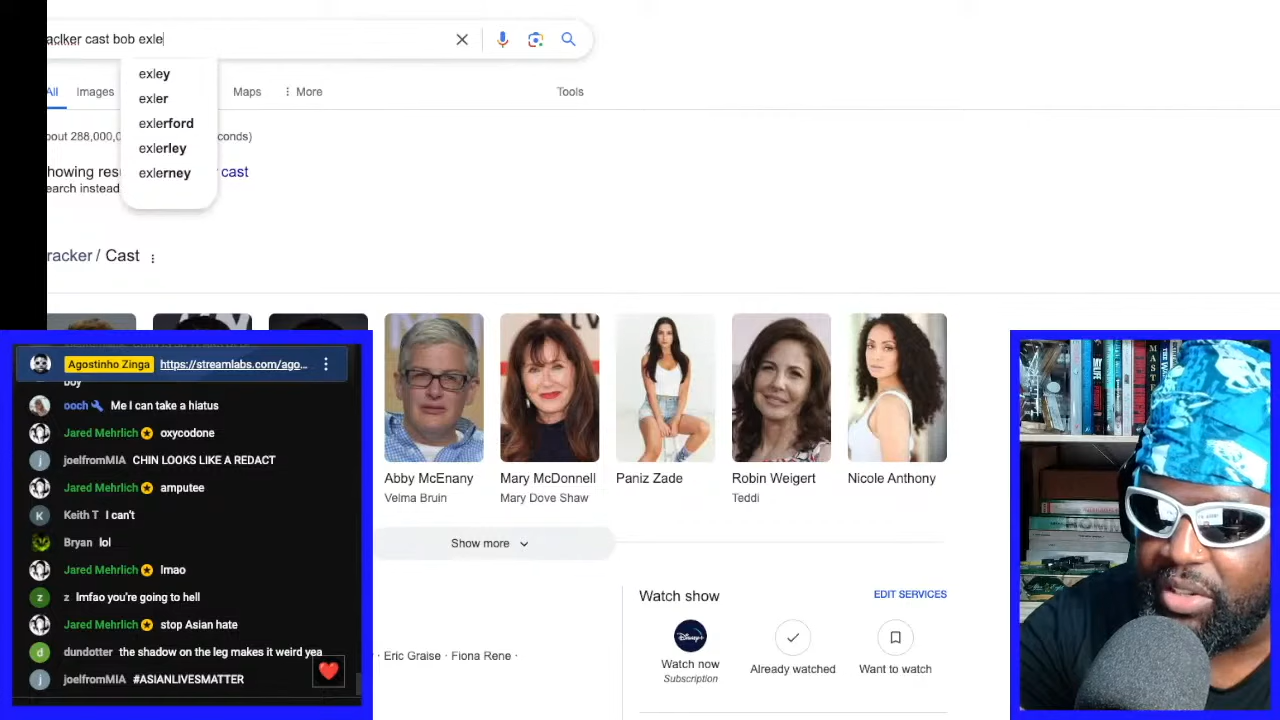 aclker cast bob exle
exley
exler
exlerford
exlerley
exlerney
All
Images
Maps
More
Tools
bout 288,000,0
conds)
howing resu
r cast
earch instead
racker / Cast
Abby McEnany
Velma Bruin
Mary McDonnell
Mary Dove Shaw
Paniz Zade
Robin Weigert
Teddi
Nicole Anthony
Show more
Watch show
EDIT SERVICES
Disney+
Watch now
Subscription
Already watched
Want to watch
· Eric Graise · Fiona Rene ·
Agostinho Zinga https://streamlabs.com/ago...
boy
ooch Me I can take a hiatus
Jared Mehrlich oxycodone
joelfromMIA CHIN LOOKS LIKE A REDACT
Jared Mehrlich amputee
Keith T I can't
Bryan lol
Jared Mehrlich lmao
z lmfao you're going to hell
Jared Mehrlich stop Asian hate
dundotter the shadow on the leg makes it weird yea
joelfromMIA #ASIANLIVESMATTER